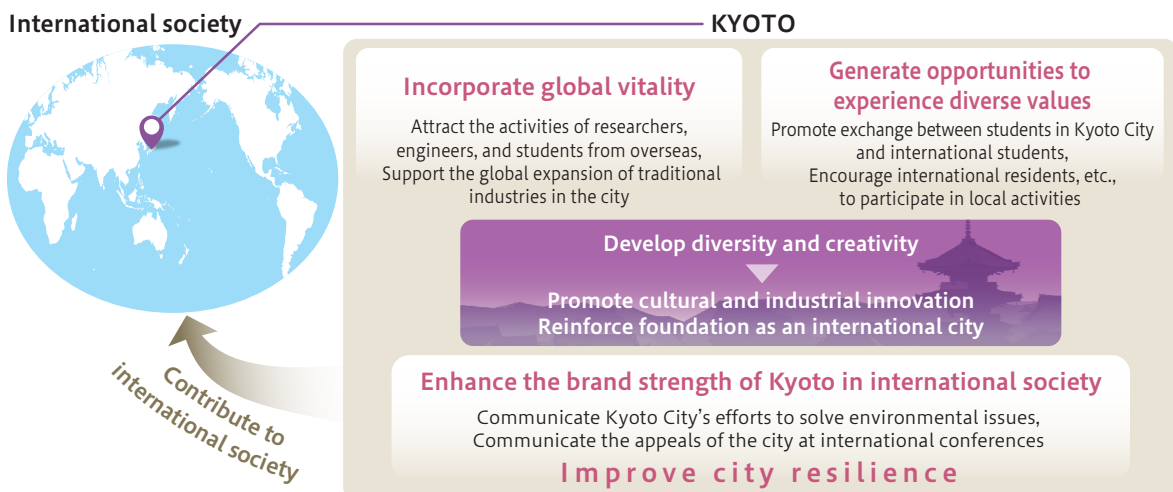 International society
KYOTO
Incorporate global vitality
Attract the activities of researchers,
engineers, and students from overseas,
Support the global expansion of traditional
industries in the city
Generate opportunities to
experience diverse values
Promote exchange between students in Kyoto City
and international students,
Encourage international residents, etc.,
to participate in local activities
Develop diversity and creativity
Promote cultural and industrial innovation
Reinforce foundation as an international city
Enhance the brand strength of Kyoto in international society
Communicate Kyoto City’s efforts to solve environmental issues,
Communicate the appeals of the city at international conferences
Improve city resilience
Contribute to
international society